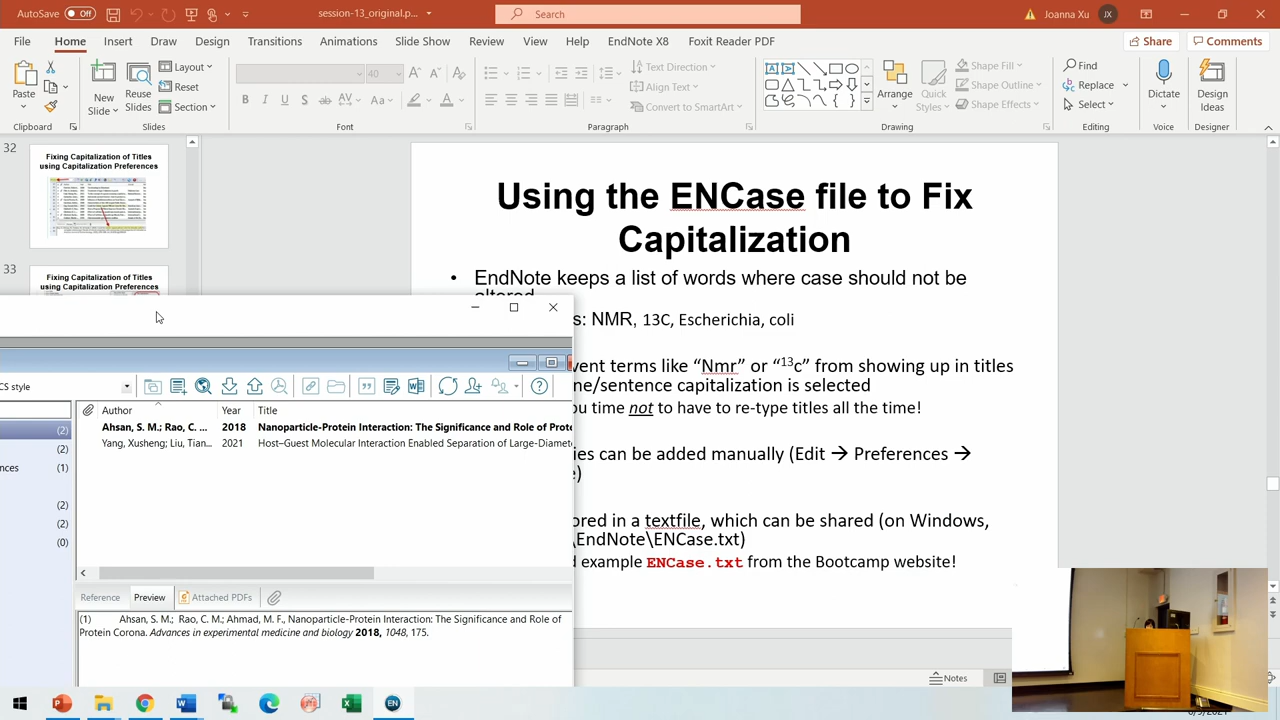 AutoSave Off session-13_original.p... Search Joanna Xu JX
File Home Insert Draw Design Transitions Animations Slide Show Review View Help EndNote X8 Foxit Reader PDF Share Comments
Paste New Slide Reuse Slides Layout Reset Section 40 Text Direction Align Text Convert to SmartArt Arrange Quick Styles Shape Fill Shape Outline Shape Effects Find Replace Select Dictate Design Ideas
Clipboard Slides Font Paragraph Drawing Editing Voice Designer
32
Fixing Capitalization of Titles
using Capitalization Preferences
33
Fixing Capitalization of Titles
using Capitalization Preferences
Using the ENCase file to Fix
Capitalization
• EndNote keeps a list of words where case should not be
altered
s: NMR, 13C, Escherichia, coli
vent terms like “Nmr” or “13c” from showing up in titles
ne/sentence capitalization is selected
u time not to have to re-type titles all the time!
ies can be added manually (Edit → Preferences →
e)
ored in a textfile, which can be shared (on Windows,
\EndNote\ENCase.txt)
d example ENCase.txt from the Bootcamp website!
CS style
Author Year Title
Ahsan, S. M.; Rao, C. ... 2018 Nanoparticle-Protein Interaction: The Significance and Role of Prote
Yang, Xusheng; Liu, Tian... 2021 Host–Guest Molecular Interaction Enabled Separation of Large-Diamete
(2)
(2)
nces (1)
(2)
(2)
(0)
Reference Preview Attached PDFs
(1) Ahsan, S. M.; Rao, C. M.; Ahmad, M. F., Nanoparticle-Protein Interaction: The Significance and Role of
Protein Corona. Advances in experimental medicine and biology 2018, 1048, 175.
Notes